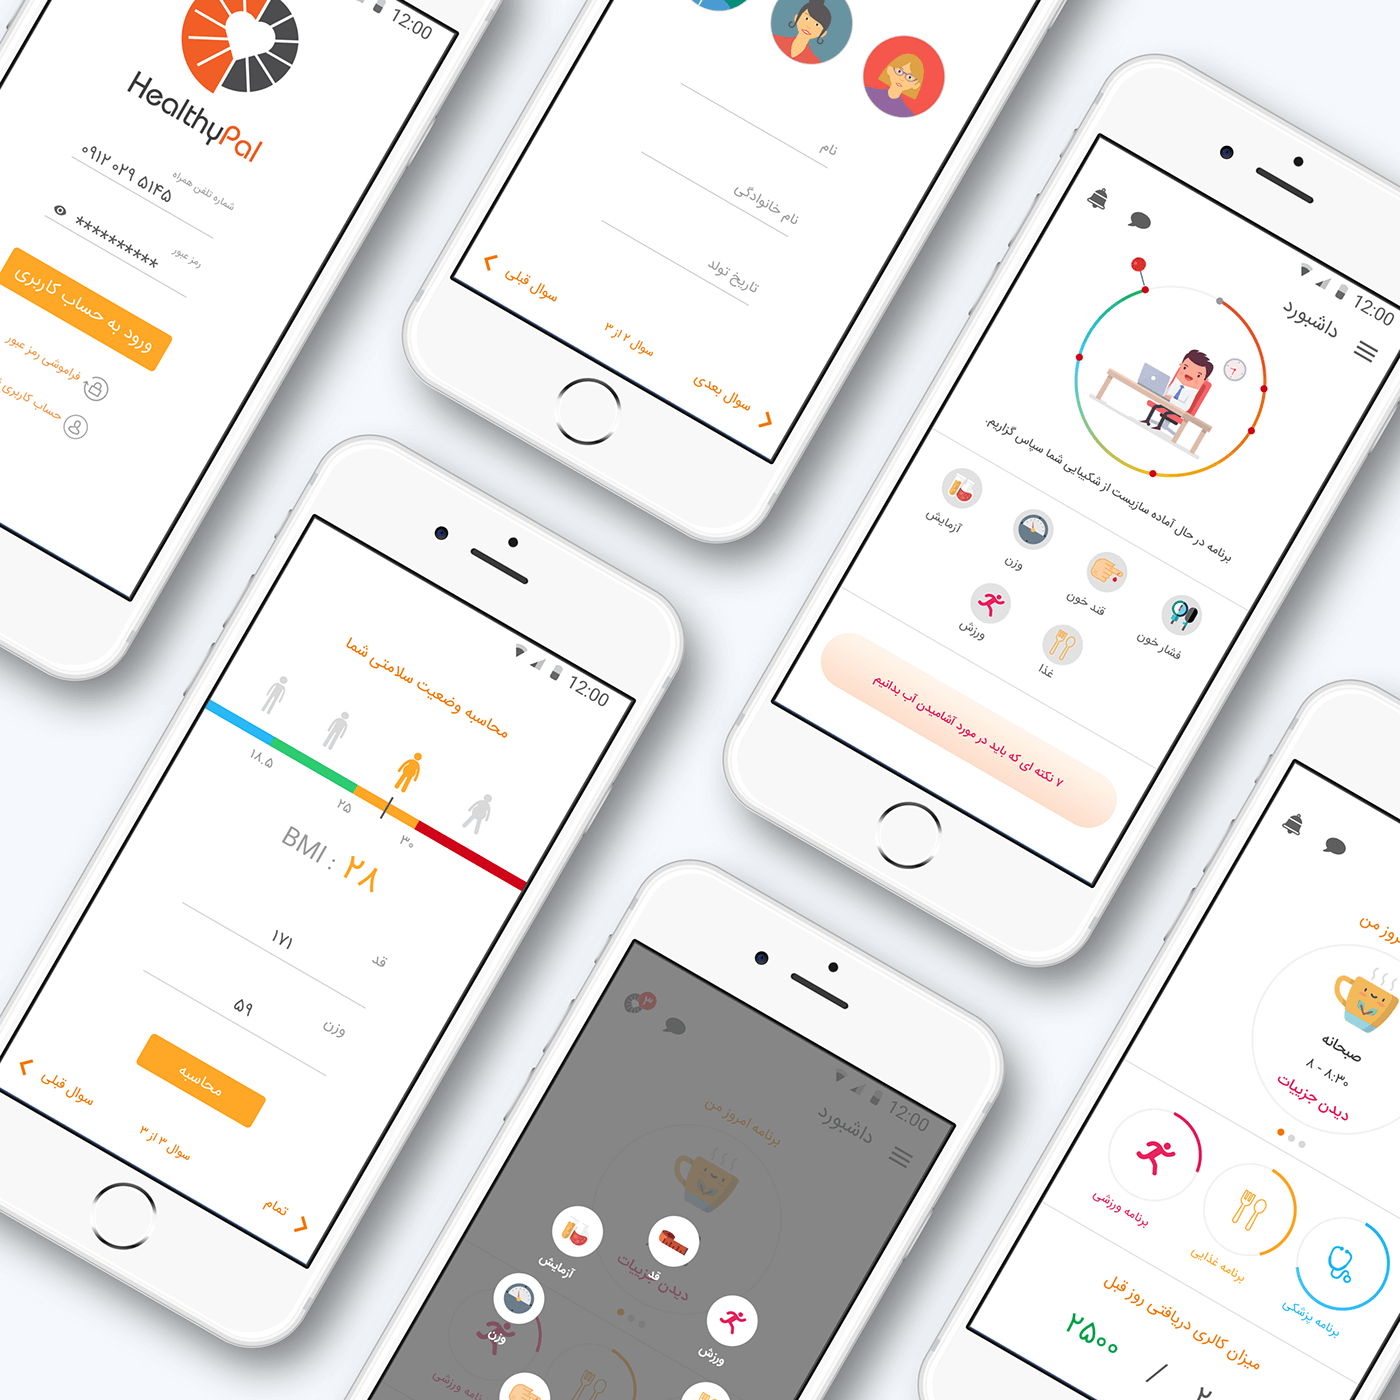 12:00
HealthyPal
شماره تلفن همراه
۰۹۱۲ ۰۲۹ ۵۱۴۵
رمز عبور
**********
ورود به حساب کاربری
فراموشی رمز عبور
حساب کاربری
نام
نام خانوادگی
تاریخ تولد
سوال قبلی
سوال ۲ از ۳
سوال بعدی
12:00
داشبورد
برنامه در حال آماده سازیست از شکیبایی شما سپاس گزاریم.
آزمایش
وزن
قند خون
فشار خون
ورزش
غذا
۷ نکته ای که باید در مورد آشامیدن آب بدانیم
12:00
محاسبه وضعیت سلامتی شما
۱۸.۵
۲۵
۳۰
BMI : ۲۸
قد
۱۷۱
وزن
۵۹
محاسبه
سوال قبلی
سوال ۳ از ۳
تمام
12:00
۳
داشبورد
برنامه امروز من
دیدن جزییات
آزمایش
قد
وزن
ورزش
برنامه ورزشی
روز من
صبحانه
۸ - ۸:۳۰
دیدن جزییات
برنامه ورزشی
برنامه غذایی
برنامه پزشکی
میزان کالری دریافتی روز قبل
۲۵۰۰ /